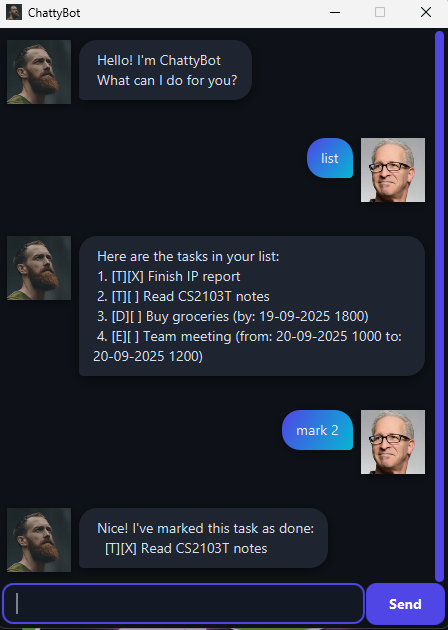 ChattyBot
Hello! I'm ChattyBot
What can I do for you?
list
Here are the tasks in your list:
1. [T][X] Finish IP report
2. [T][ ] Read CS2103T notes
3. [D][ ] Buy groceries (by: 19-09-2025 1800)
4. [E][ ] Team meeting (from: 20-09-2025 1000 to:
20-09-2025 1200)
mark 2
Nice! I've marked this task as done:
[T][X] Read CS2103T notes
Send